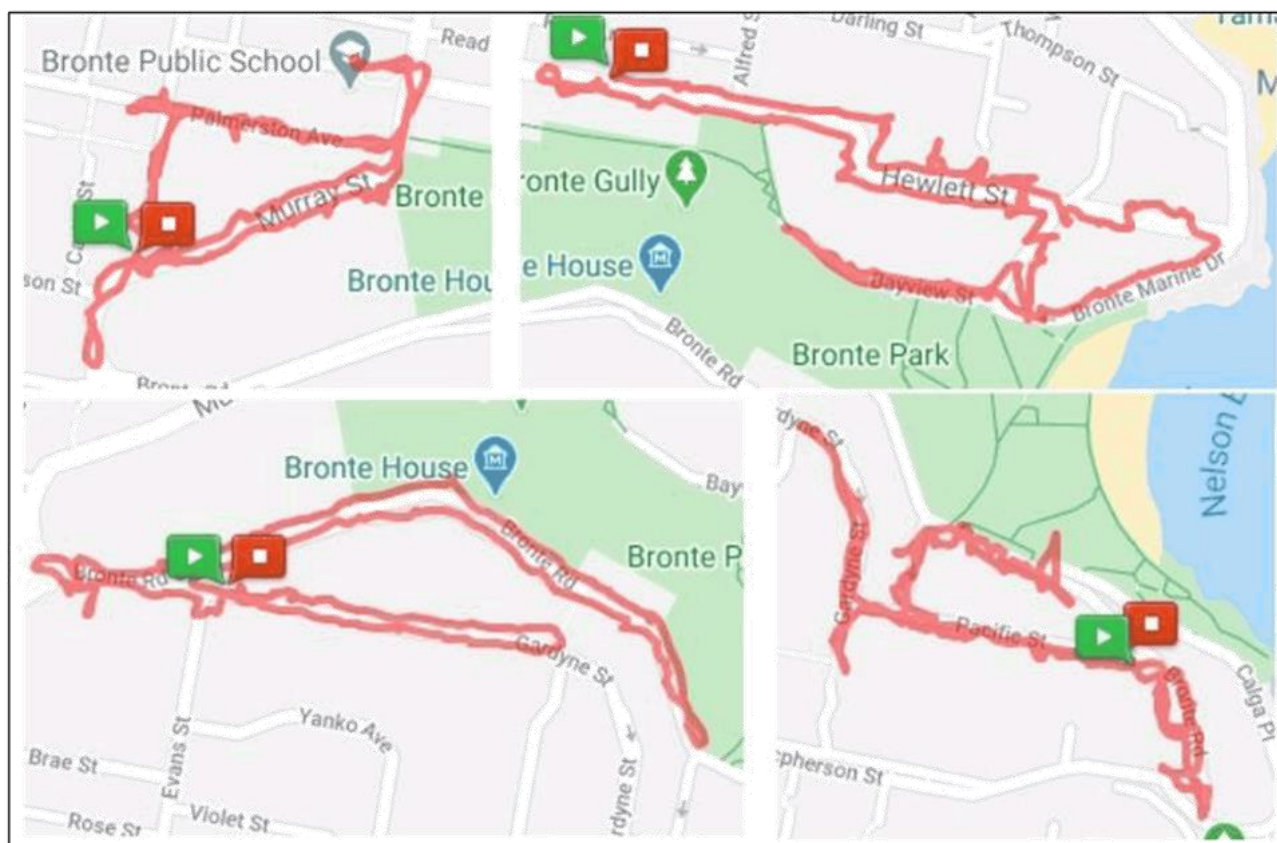 Bronte Public School
Read
Palmerston Ave
Murray St
Bronte
son St
Bronte Hou
Darling St
Thompson St
Alfred S
ronte Gully
Hewlett St
e House
Bayview St
Bronte Marine Dr
Bronte Rd
Bronte Park
Bronte House
Bay
Bronte Rd
Bronte P
Bronte Rd
Gardyne St
Evans St
Yanko Ave
Brae St
Violet St
Rose St
rdyne St
rdyne St
Gardyne St
Pacific St
Bronte Rd
Calga Pl
pherson St
Nelson B